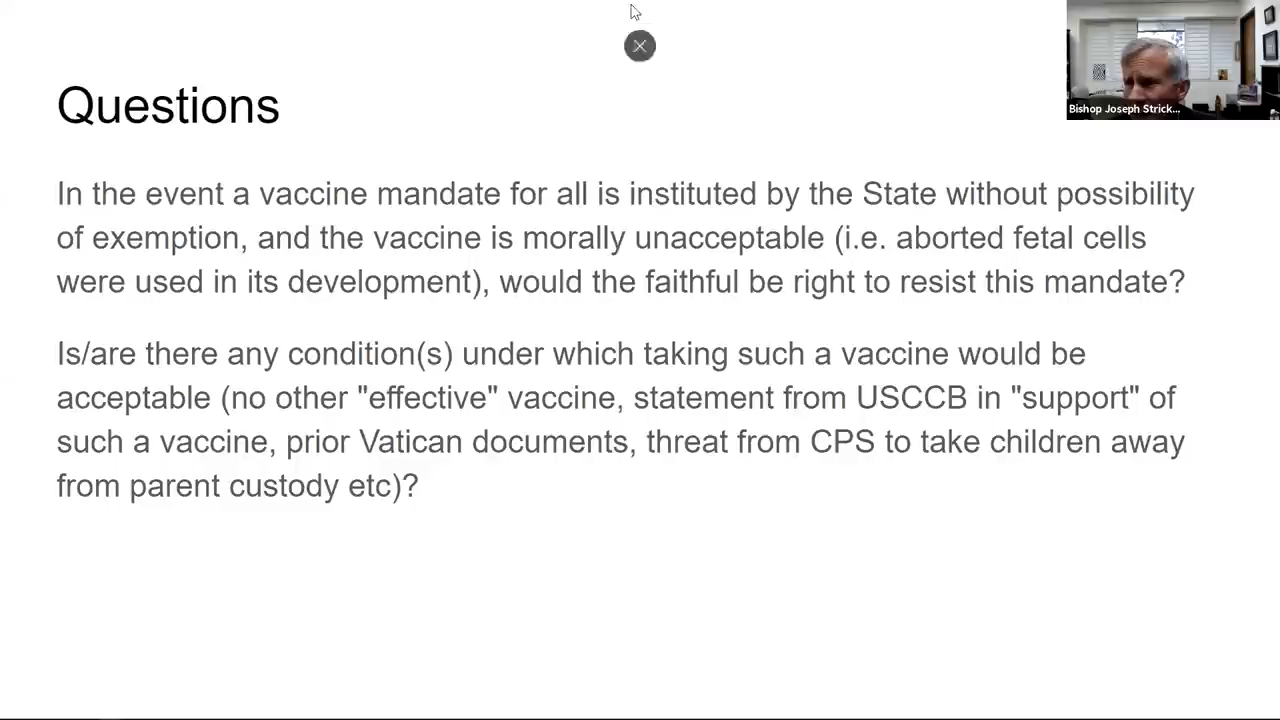 Bishop Joseph Strick...
Questions
In the event a vaccine mandate for all is instituted by the State without possibility
of exemption, and the vaccine is morally unacceptable (i.e. aborted fetal cells
were used in its development), would the faithful be right to resist this mandate?
Is/are there any condition(s) under which taking such a vaccine would be
acceptable (no other "effective" vaccine, statement from USCCB in "support" of
such a vaccine, prior Vatican documents, threat from CPS to take children away
from parent custody etc)?